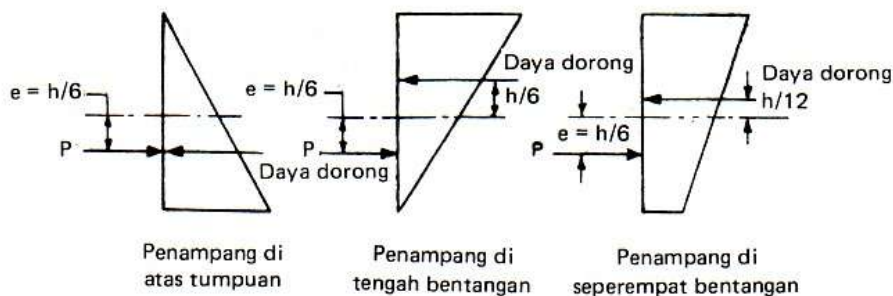 e = h/6
P
Daya dorong
Penampang di
atas tumpuan
e = h/6
P
Daya dorong
h/6
Penampang di
tengah bentangan
e = h/6
P
Daya dorong
h/12
Penampang di
seperempat bentangan